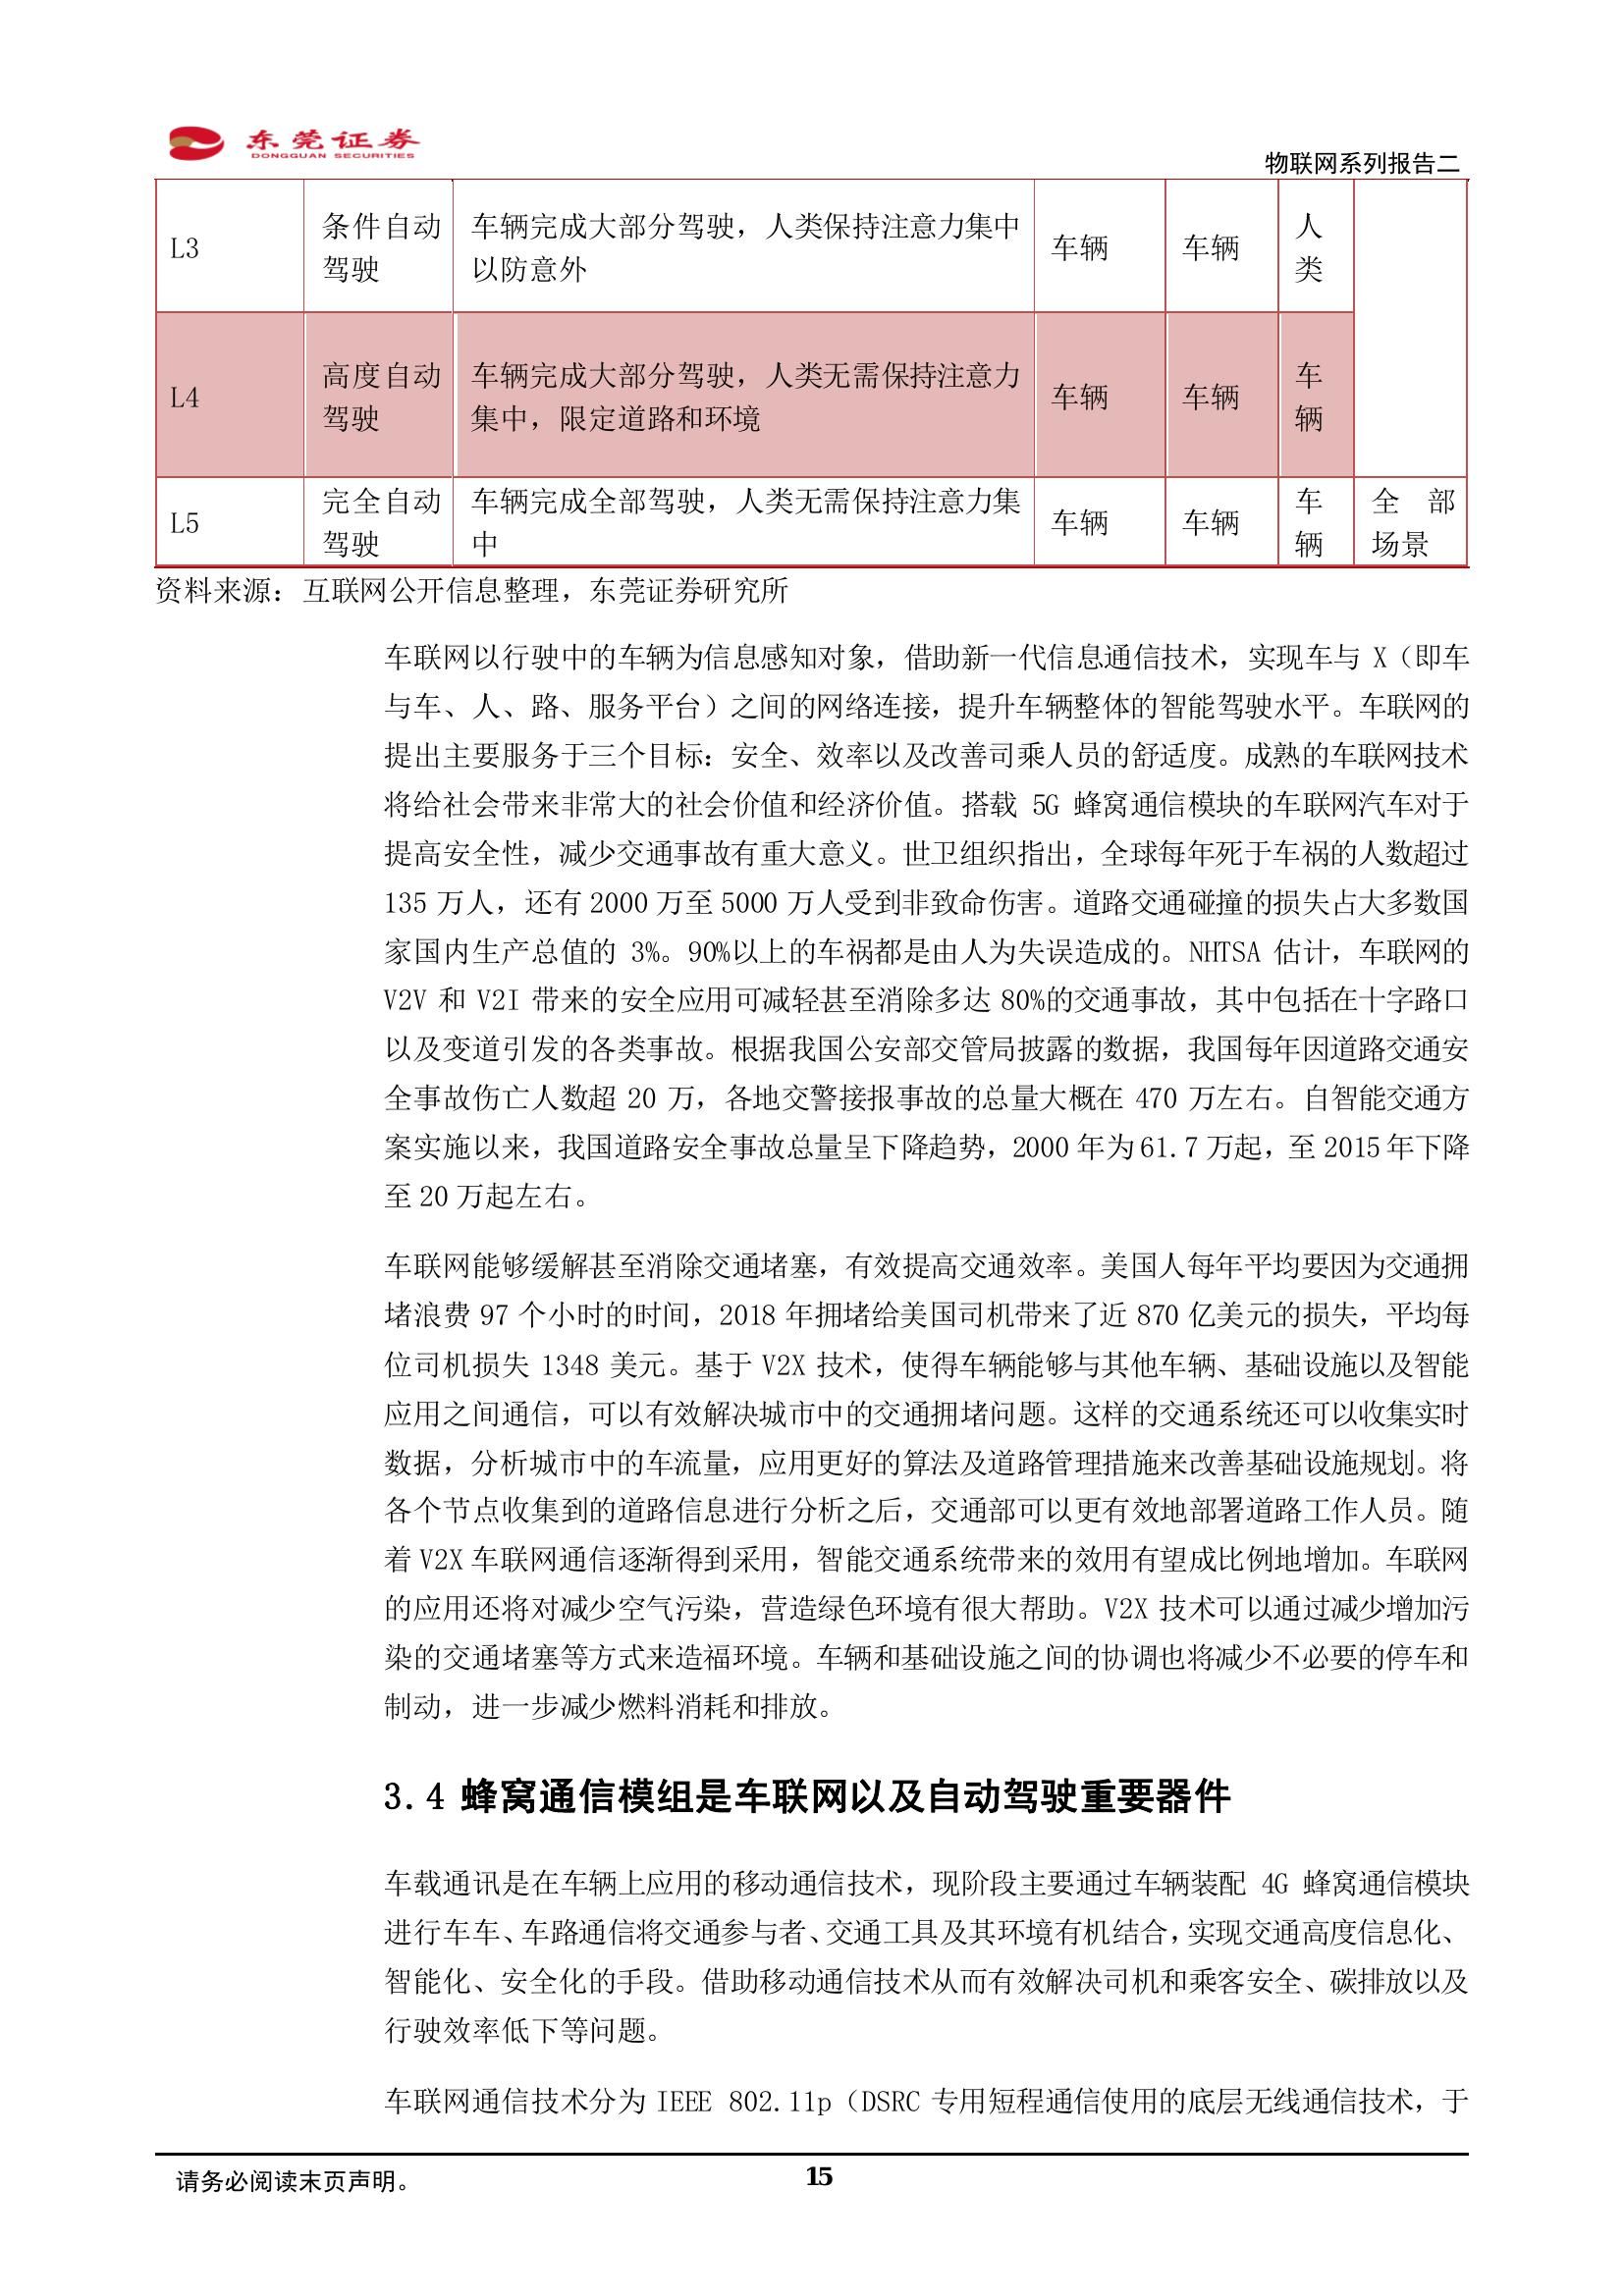 东莞证券
DONGGUAN SECURITIES
物联网系列报告二
L3
条件自动
驾驶
车辆完成大部分驾驶，人类保持注意力集中
以防意外
车辆
车辆
人
类
L4
高度自动
驾驶
车辆完成大部分驾驶，人类无需保持注意力
集中，限定道路和环境
车辆
车辆
车
辆
L5
完全自动
驾驶
车辆完成全部驾驶，人类无需保持注意力集
中
车辆
车辆
车
辆
全部
场景
资料来源：互联网公开信息整理，东莞证券研究所
车联网以行驶中的车辆为信息感知对象，借助新一代信息通信技术，实现车与 X（即车
与车、人、路、服务平台）之间的网络连接，提升车辆整体的智能驾驶水平。车联网的
提出主要服务于三个目标：安全、效率以及改善司乘人员的舒适度。成熟的车联网技术
将给社会带来非常大的社会价值和经济价值。搭载 5G 蜂窝通信模块的车联网汽车对于
提高安全性，减少交通事故有重大意义。世卫组织指出，全球每年死于车祸的人数超过
135 万人，还有 2000 万至 5000 万人受到非致命伤害。道路交通碰撞的损失占大多数国
家国内生产总值的 3%。90%以上的车祸都是由人为失误造成的。NHTSA 估计，车联网的
V2V 和 V2I 带来的安全应用可减轻甚至消除多达 80%的交通事故，其中包括在十字路口
以及变道引发的各类事故。根据我国公安部交管局披露的数据，我国每年因道路交通安
全事故伤亡人数超 20 万，各地交警接报事故的总量大概在 470 万左右。自智能交通方
案实施以来，我国道路安全事故总量呈下降趋势，2000 年为 61.7 万起，至 2015 年下降
至 20 万起左右。
车联网能够缓解甚至消除交通堵塞，有效提高交通效率。美国人每年平均要因为交通拥
堵浪费 97 个小时的时间，2018 年拥堵给美国司机带来了近 870 亿美元的损失，平均每
位司机损失 1348 美元。基于 V2X 技术，使得车辆能够与其他车辆、基础设施以及智能
应用之间通信，可以有效解决城市中的交通拥堵问题。这样的交通系统还可以收集实时
数据，分析城市中的车流量，应用更好的算法及道路管理措施来改善基础设施规划。将
各个节点收集到的道路信息进行分析之后，交通部可以更有效地部署道路工作人员。随
着 V2X 车联网通信逐渐得到采用，智能交通系统带来的效用有望成比例地增加。车联网
的应用还将对减少空气污染，营造绿色环境有很大帮助。V2X 技术可以通过减少增加污
染的交通堵塞等方式来造福环境。车辆和基础设施之间的协调也将减少不必要的停车和
制动，进一步减少燃料消耗和排放。
3.4 蜂窝通信模组是车联网以及自动驾驶重要器件
车载通讯是在车辆上应用的移动通信技术，现阶段主要通过车辆装配 4G 蜂窝通信模块
进行车车、车路通信将交通参与者、交通工具及其环境有机结合，实现交通高度信息化、
智能化、安全化的手段。借助移动通信技术从而有效解决司机和乘客安全、碳排放以及
行驶效率低下等问题。
车联网通信技术分为 IEEE 802.11p（DSRC 专用短程通信使用的底层无线通信技术，于
请务必阅读末页声明。
15